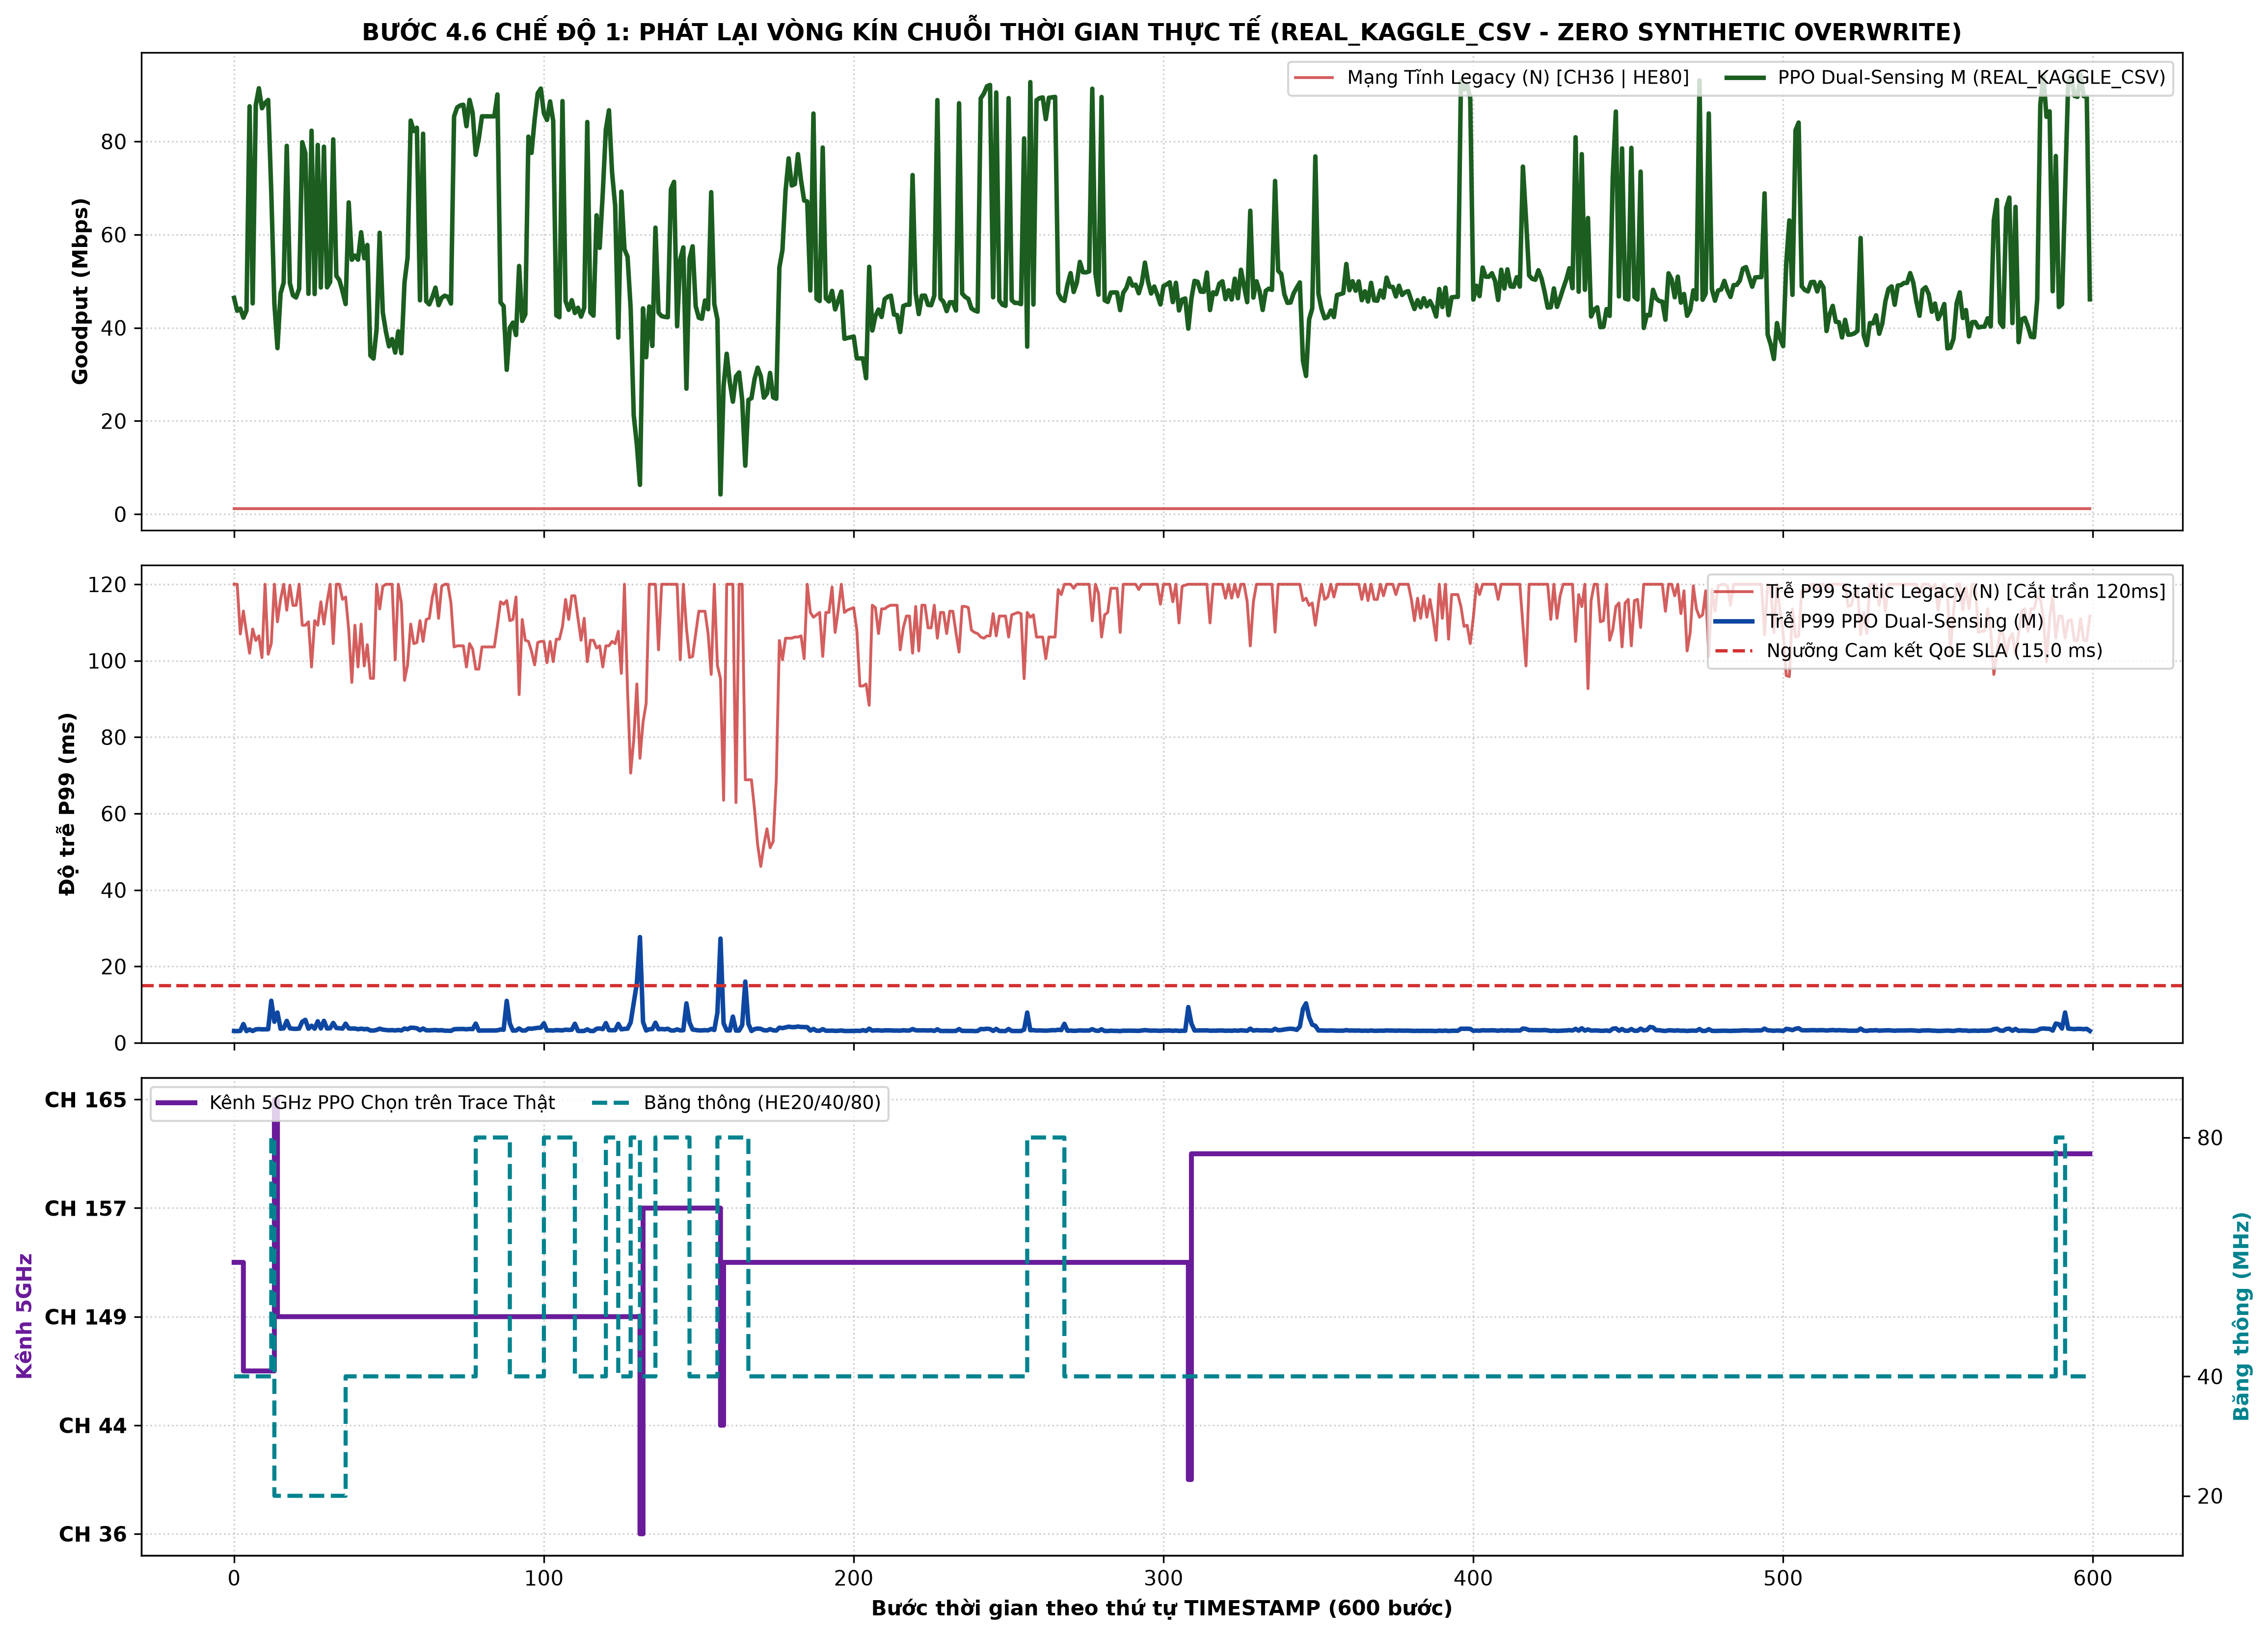 BƯỚC 4.6 CHẾ ĐỘ 1: PHÁT LẠI VÒNG KÍN CHUỖI THỜI GIAN THỰC TẾ (REAL_KAGGLE_CSV - ZERO SYNTHETIC OVERWRITE)
Mạng Tĩnh Legacy (N) [CH36 | HE80]
PPO Dual-Sensing M (REAL_KAGGLE_CSV)
Goodput (Mbps)
80
60
40
20
0
Trễ P99 Static Legacy (N) [Cắt trần 120ms]
Trễ P99 PPO Dual-Sensing (M)
Ngưỡng Cam kết QoE SLA (15.0 ms)
Độ trễ P99 (ms)
120
100
80
60
40
20
0
Kênh 5GHz PPO Chọn trên Trace Thật
Băng thông (HE20/40/80)
Kênh 5GHz
CH 165
CH 157
CH 149
CH 44
CH 36
80
40
20
Băng thông (MHz)
0
100
200
300
400
500
600
Bước thời gian theo thứ tự TIMESTAMP (600 bước)